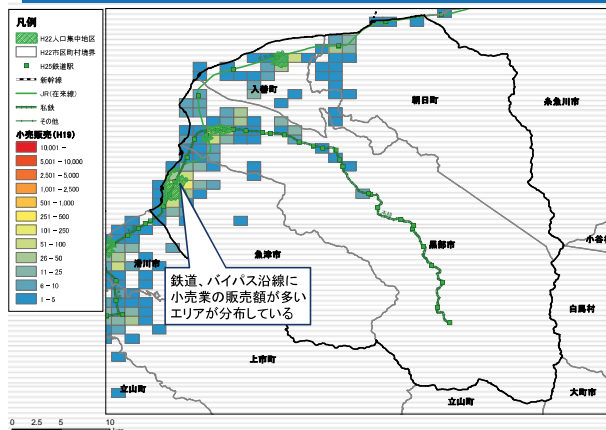 凡例
H22人口集中地区
H22市区町村境界
H25鉄道駅
新幹線
JR(在来線)
私鉄
その他
小売販売(H19)
10,001 -
5,001 - 10,000
2,501 - 5,000
1,001 - 2,500
501 - 1,000
251 - 500
101 - 250
51 - 100
26 - 50
11 - 25
6 - 10
1 - 5
入善町
朝日町
糸魚川市
黒部市
小谷村
滑川市
魚津市
鉄道、バイパス沿線に
小売業の販売額が多い
エリアが分布している
白馬村
上市町
立山町
立山町
大町市
0 2.5 5 10